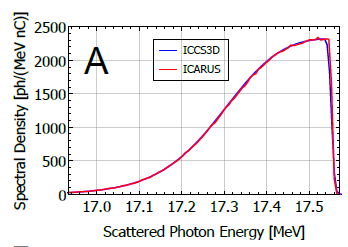 A
ICCS3D
ICARUS
Spectral Density [ph/(MeV nC)]
2500
2000
1500
1000
500
0
17.0 17.1 17.2 17.3 17.4 17.5
Scattered Photon Energy [MeV]